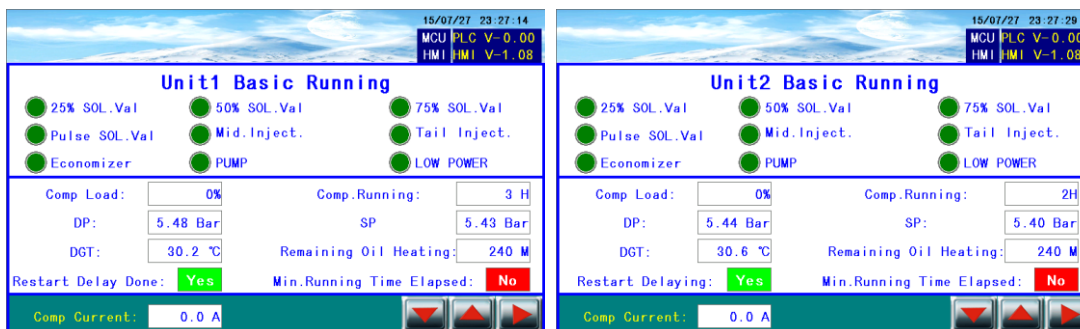 15/07/27 23:27:14
MCU PLC V-0.00
HMI HMI V-1.08
Unit1 Basic Running
25% SOL.Val 50% SOL.Val 75% SOL.Val
Pulse SOL.Val Mid.Inject. Tail Inject.
Economizer PUMP LOW POWER
Comp Load: 0% Comp.Running: 3 H
DP: 5.48 Bar SP 5.43 Bar
DGT: 30.2 ℃ Remaining Oil Heating: 240 M
Restart Delay Done: Yes Min.Running Time Elapsed: No
Comp Current: 0.0 A
15/07/27 23:27:29
MCU PLC V-0.00
HMI HMI V-1.08
Unit2 Basic Running
25% SOL.Val 50% SOL.Val 75% SOL.Val
Pulse SOL.Val Mid.Inject. Tail Inject.
Economizer PUMP LOW POWER
Comp Load: 0% Comp.Running: 2H
DP: 5.44 Bar SP: 5.40 Bar
DGT: 30.6 ℃ Remaining Oil Heating: 240 M
Restart Delaying: Yes Min.Running Time Elapsed: No
Comp Current: 0.0 A